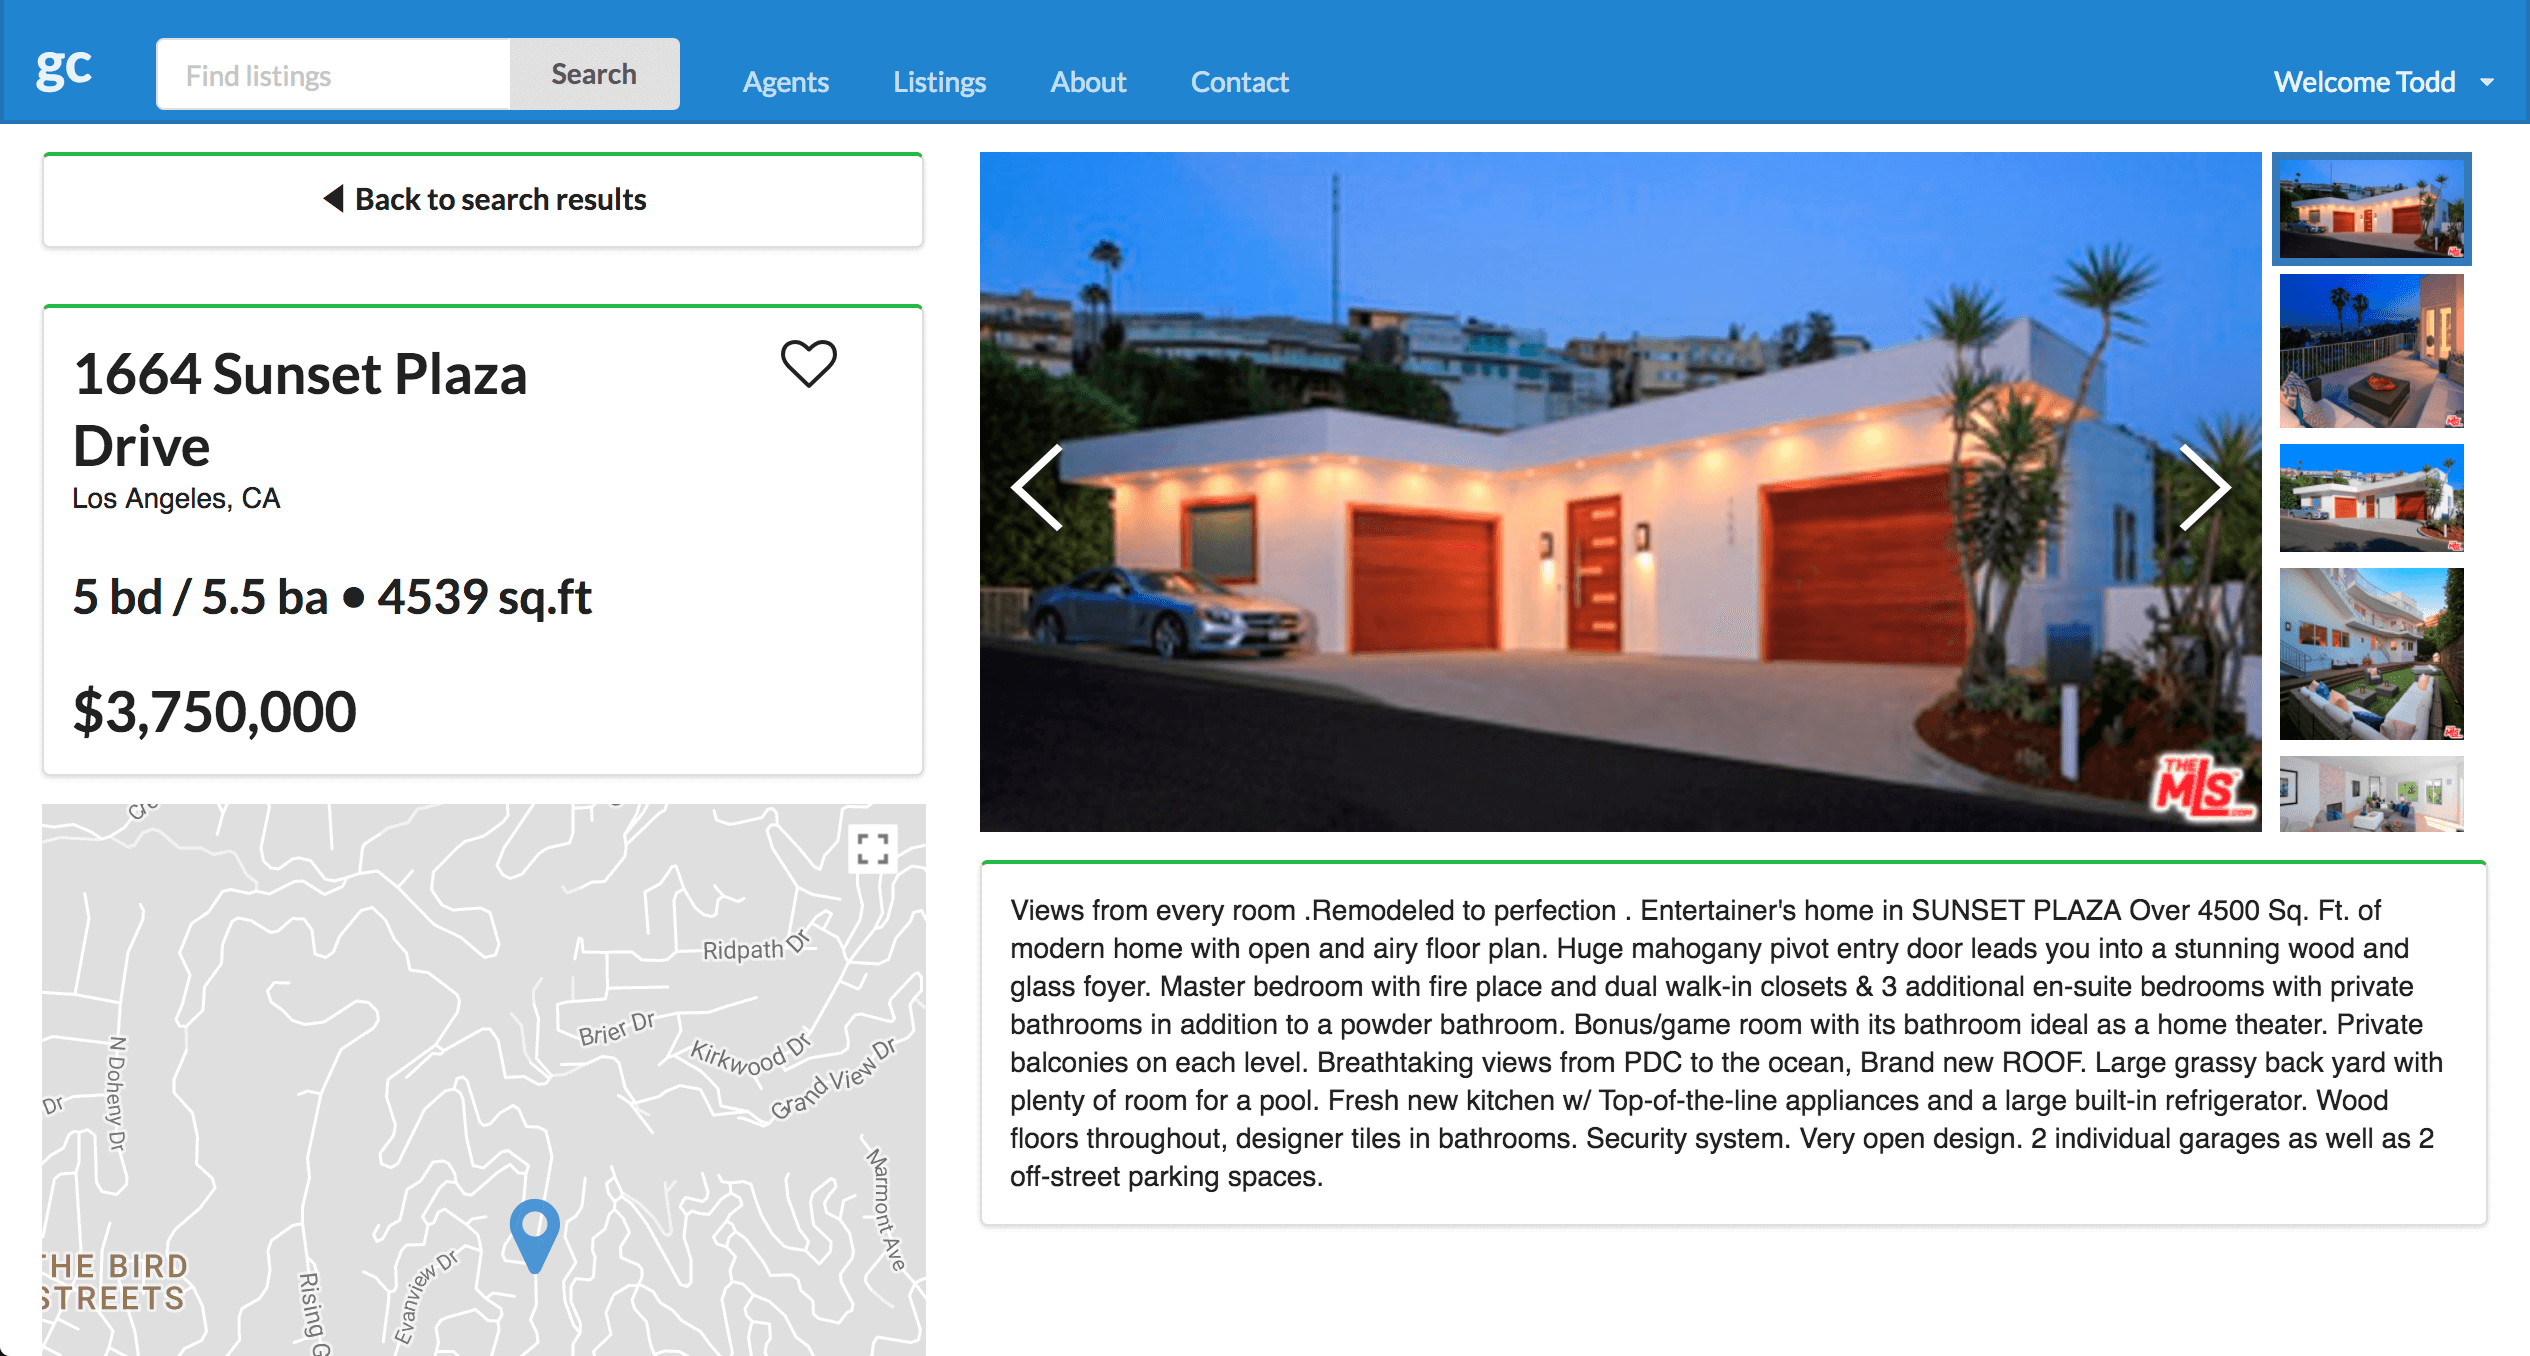 gc
Find listings
Search
Agents
Listings
About
Contact
Welcome Todd
Back to search results
1664 Sunset Plaza
Drive
Los Angeles, CA
5 bd / 5.5 ba • 4539 sq.ft
$3,750,000
THE
MLS
.COM
Views from every room .Remodeled to perfection . Entertainer's home in SUNSET PLAZA Over 4500 Sq. Ft. of
modern home with open and airy floor plan. Huge mahogany pivot entry door leads you into a stunning wood and
glass foyer. Master bedroom with fire place and dual walk-in closets & 3 additional en-suite bedrooms with private
bathrooms in addition to a powder bathroom. Bonus/game room with its bathroom ideal as a home theater. Private
balconies on each level. Breathtaking views from PDC to the ocean, Brand new ROOF. Large grassy back yard with
plenty of room for a pool. Fresh new kitchen w/ Top-of-the-line appliances and a large built-in refrigerator. Wood
floors throughout, designer tiles in bathrooms. Security system. Very open design. 2 individual garages as well as 2
off-street parking spaces.
Ridpath Dr
Brier Dr
Kirkwood Dr
Grand View Dr
N Doheny Dr
Dr
Marmont Ave
HE BIRD
STREETS
Evanview Dr
Rising G